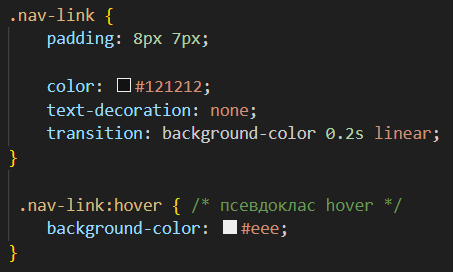 .nav-link {
padding: 8px 7px;
color: #121212;
text-decoration: none;
transition: background-color 0.2s linear;
}
.nav-link:hover { /* псевдоклас hover */
background-color: #eee;
}